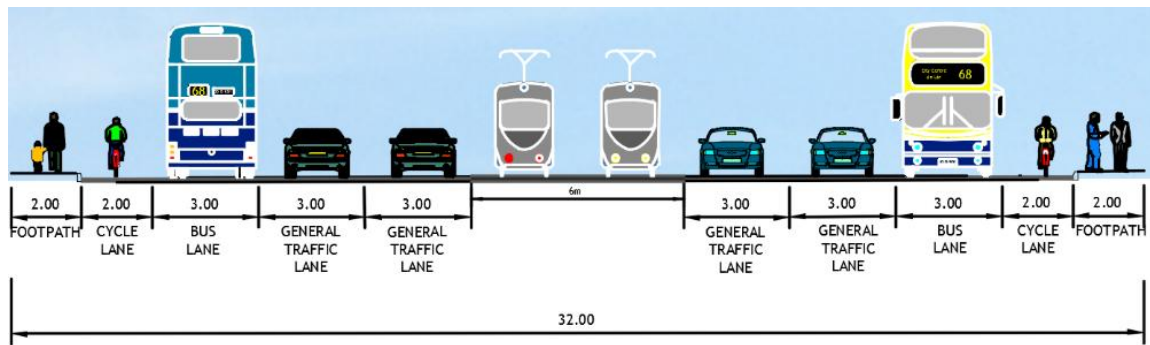 68
68
6m
2.00
2.00
3.00
3.00
3.00
3.00
3.00
3.00
2.00
2.00
FOOTPATH
CYCLE
LANE
BUS
LANE
GENERAL
TRAFFIC
LANE
GENERAL
TRAFFIC
LANE
GENERAL
TRAFFIC
LANE
GENERAL
TRAFFIC
LANE
BUS
LANE
CYCLE
LANE
FOOTPATH
32.00